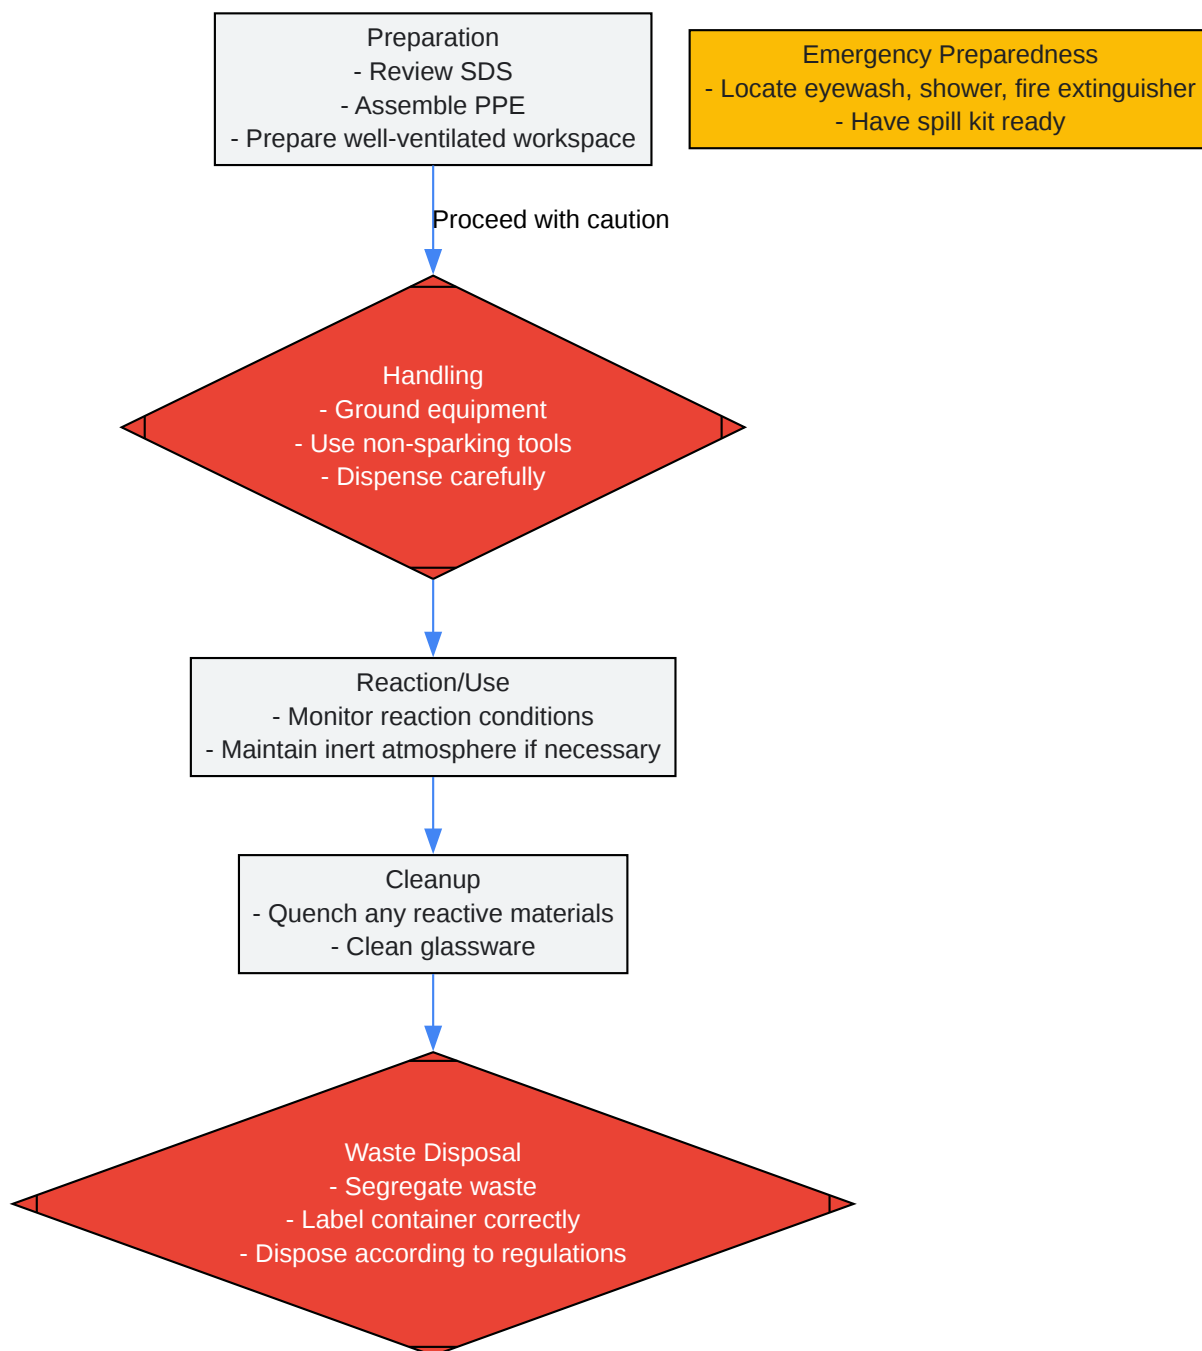 Preparation
- Review SDS
- Assemble PPE
- Prepare well-ventilated workspace
Emergency Preparedness
- Locate eyewash, shower, fire extinguisher
- Have spill kit ready
Proceed with caution
Handling
- Ground equipment
- Use non-sparking tools
- Dispense carefully
Reaction/Use
- Monitor reaction conditions
- Maintain inert atmosphere if necessary
Cleanup
- Quench any reactive materials
- Clean glassware
Waste Disposal
- Segregate waste
- Label container correctly
- Dispose according to regulations